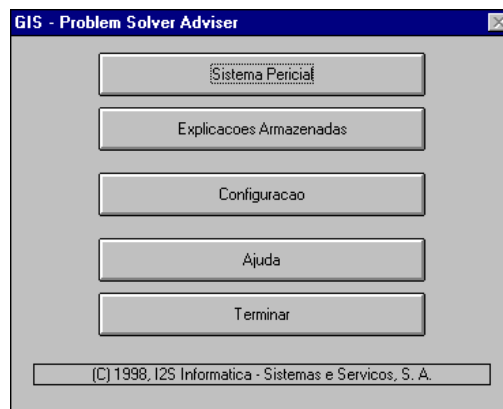 GIS - Problem Solver Adviser
Sistema Pericial
Explicacoes Armazenadas
Configuracao
Ajuda
Terminar
(C) 1998, I2S Informatica - Sistemas e Servicos, S. A.